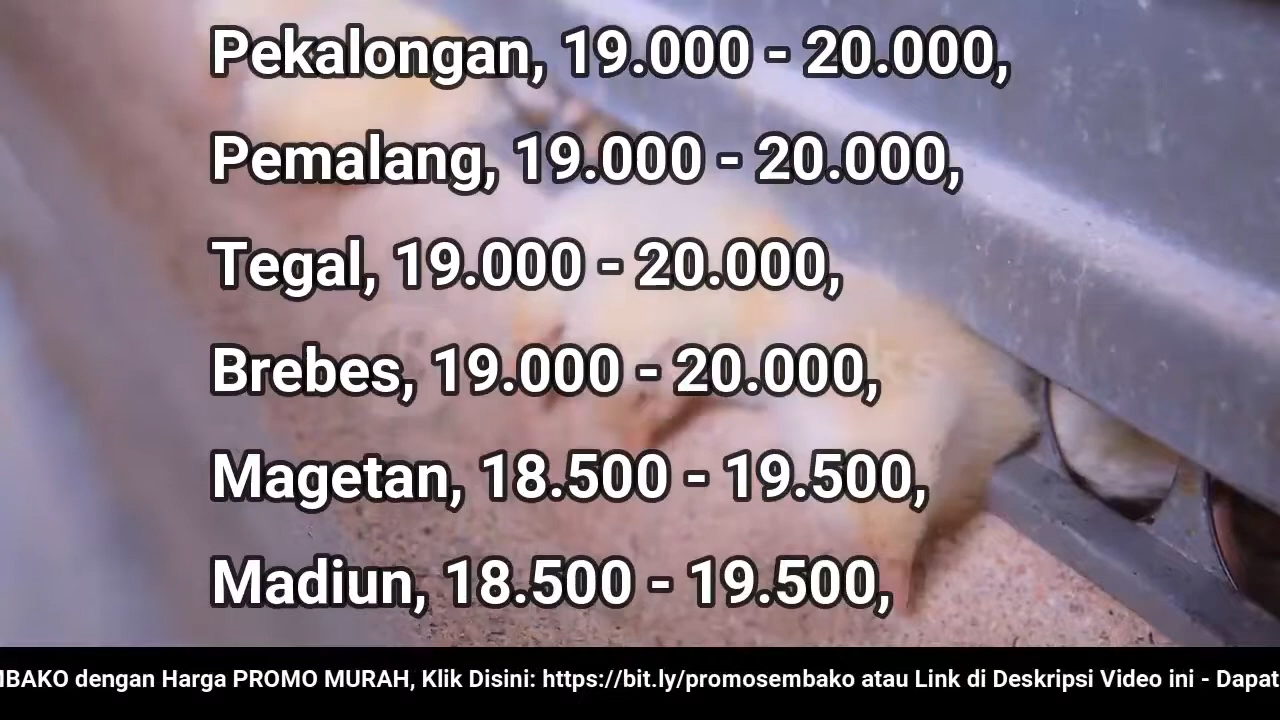 Pekalongan, 19.000 - 20.000,
Pemalang, 19.000 - 20.000,
Tegal, 19.000 - 20.000,
Brebes, 19.000 - 20.000,
Magetan, 18.500 - 19.500,
Madiun, 18.500 - 19.500,
MBAKO dengan Harga PROMO MURAH, Klik Disini: https://bit.ly/promosembako atau Link di Deskripsi Video ini - Dapat